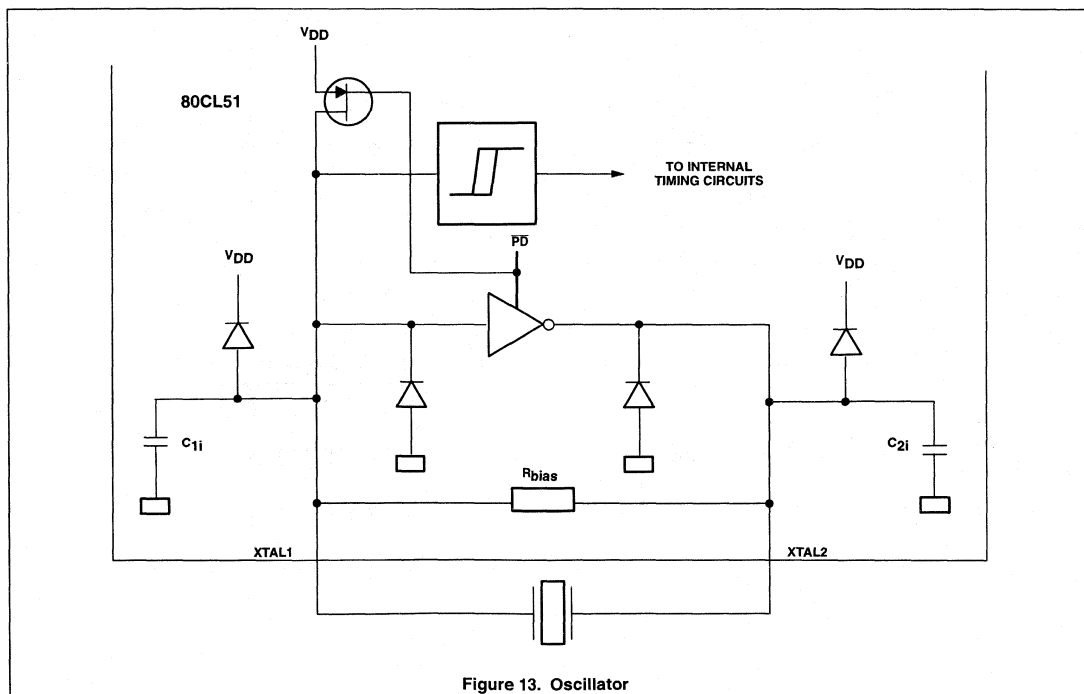 VDD
80CL51
TO INTERNAL
TIMING CIRCUITS
PD
VDD
VDD
C1i
C2i
Rbias
XTAL1
XTAL2
Figure 13. Oscillator